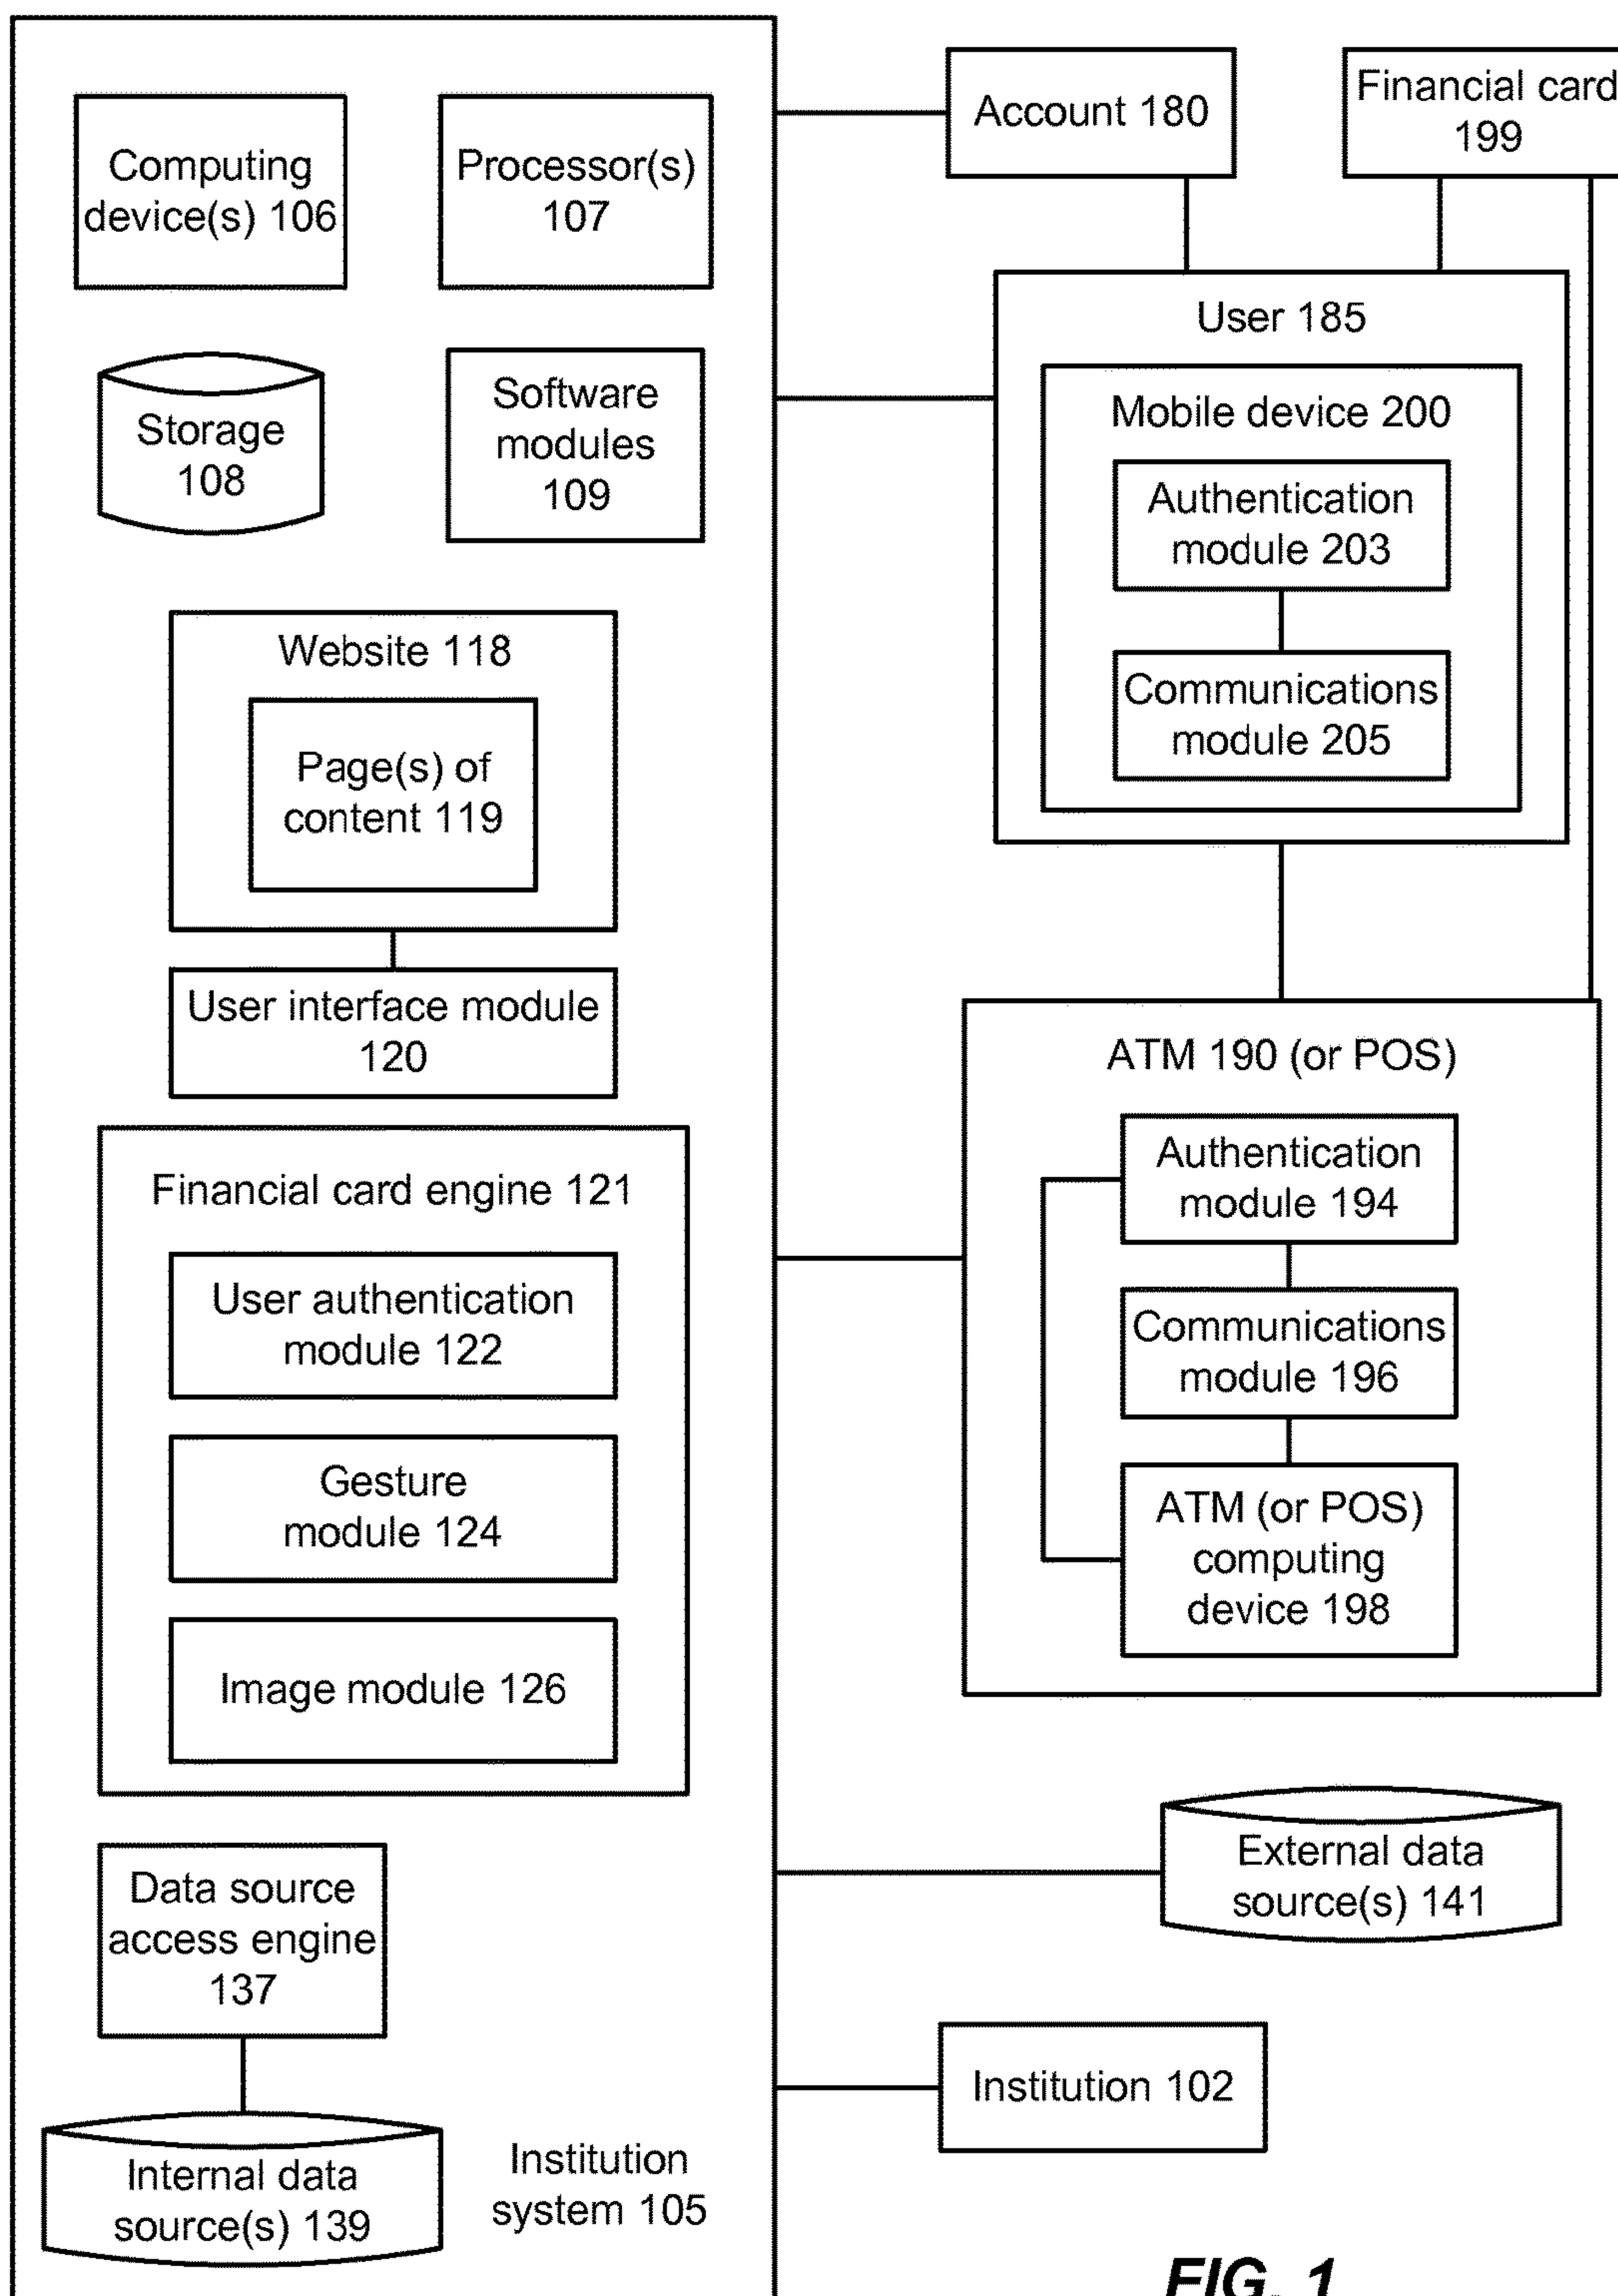 Computing
device(s) 106
Processor(s)
107
Storage
108
Software
modules
109
Website 118
Page(s) of
content 119
User interface module
120
Financial card engine 121
User authentication
module 122
Gesture
module 124
Image module 126
Data source
access engine
137
Internal data
source(s) 139
Institution
system 105
Account 180
Financial card
199
User 185
Mobile device 200
Authentication
module 203
Communications
module 205
ATM 190 (or POS)
Authentication
module 194
Communications
module 196
ATM (or POS)
computing
device 198
External data
source(s) 141
Institution 102
FIG. 1